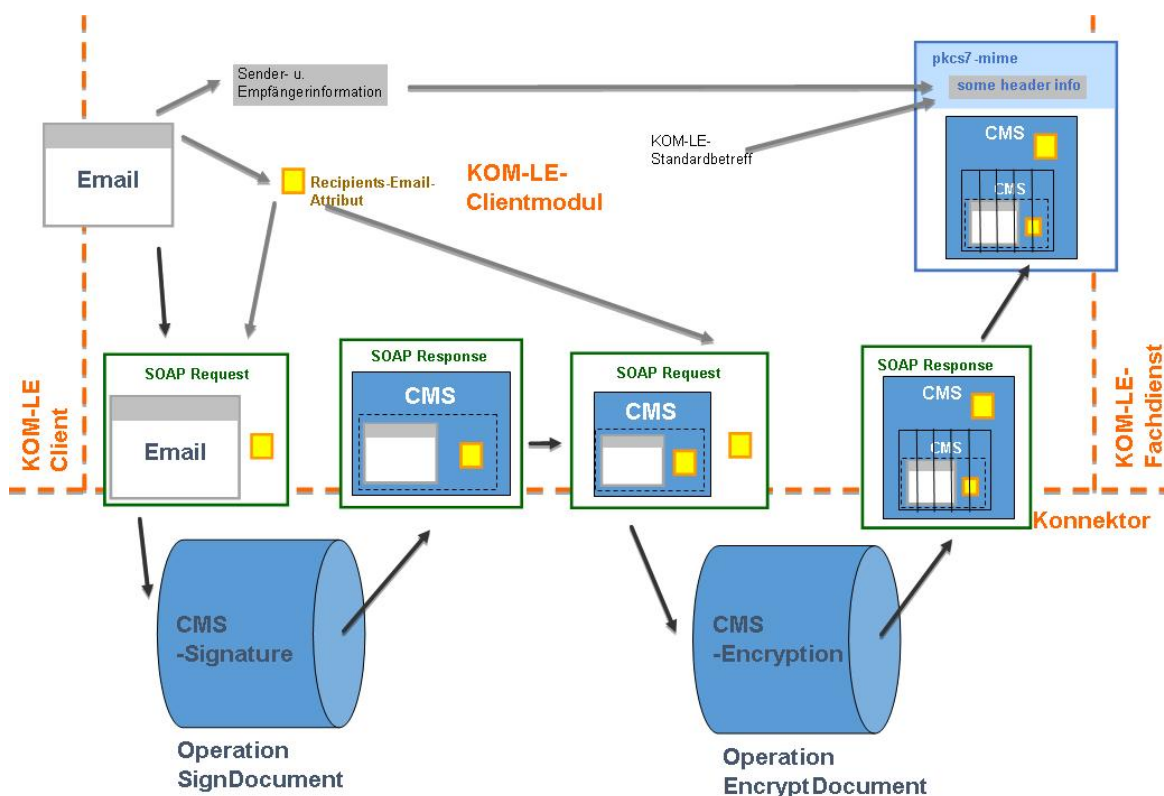 pkcs7-mime
Sender- u.
Empfängerinformation
some header info
CMS
KOM-LE-
Standardbetreff
Email
KOM-LE-
Clientmodul
Recipients-Email-
Attribut
CMS
SOAP Request
SOAP Response
SOAP Request
SOAP Response
CMS
CMS
CMS
Email
CMS
KOM-LE
Client
KOM-LE-
Fachdienst
Konnektor
CMS
-Signature
CMS
-Encryption
Operation
SignDocument
Operation
EncryptDocument